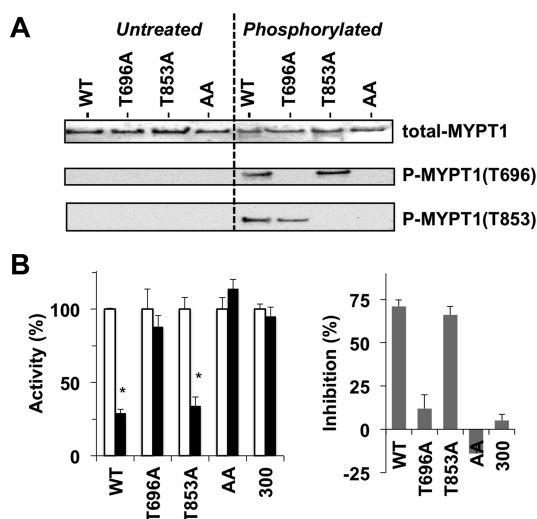 A
Untreated Phosphorylated
WT T696A T853A AA WT T696A T853A AA
total-MYPT1
P-MYPT1(T696)
P-MYPT1(T853)
B
Activity (%)
100
50
0
* *
WT T696A T853A AA 300
Inhibition (%)
75
50
25
0
-25
WT T696A T853A AA 300